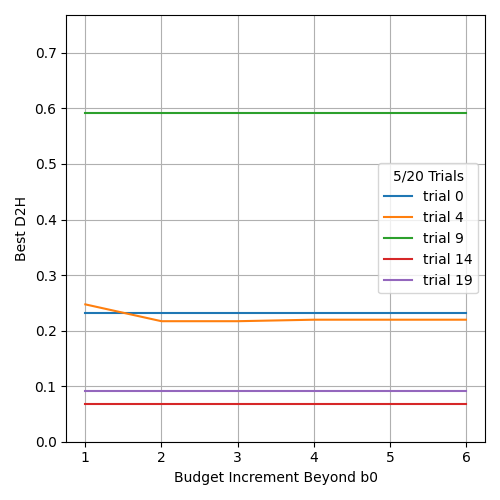 0.7
0.6
0.5
0.4
0.3
0.2
0.1
0.0
Best D2H
5/20 Trials
trial 0
trial 4
trial 9
trial 14
trial 19
1 2 3 4 5 6
Budget Increment Beyond b0